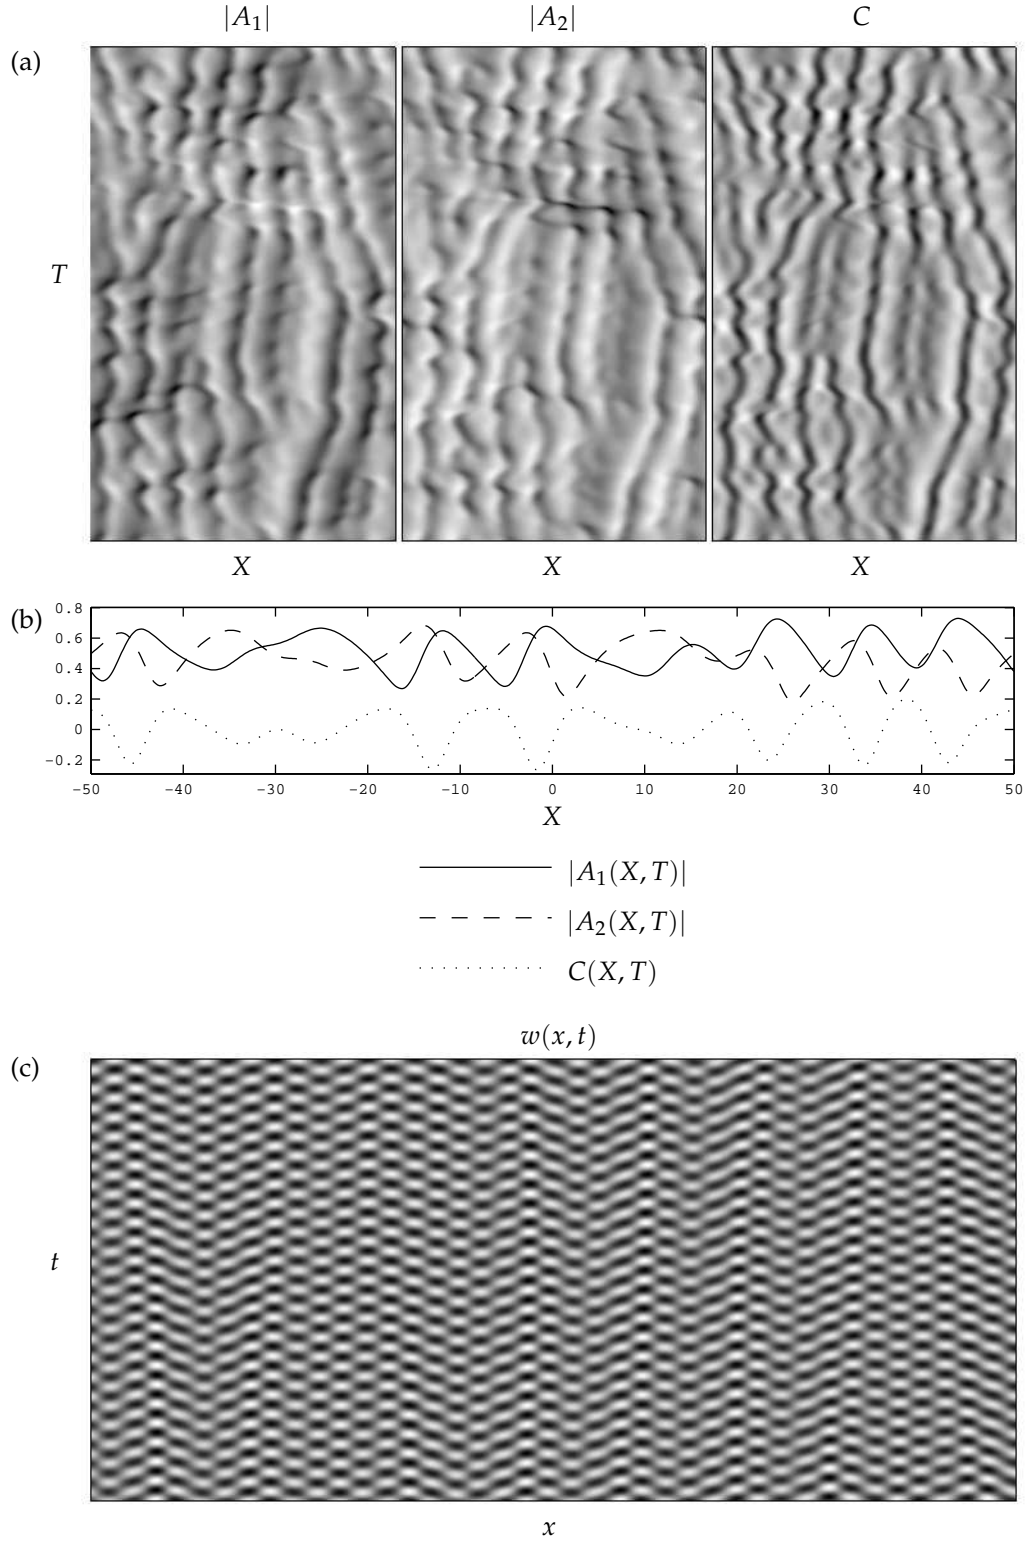 |A₁| |A₂| C
(a)
T
X X X
(b)
0.8
0.6
0.4
0.2
0
−0.2
−50 −40 −30 −20 −10 0 10 20 30 40 50
X
|A₁(X, T)|
|A₂(X, T)|
C(X, T)
w(x, t)
(c)
t
x